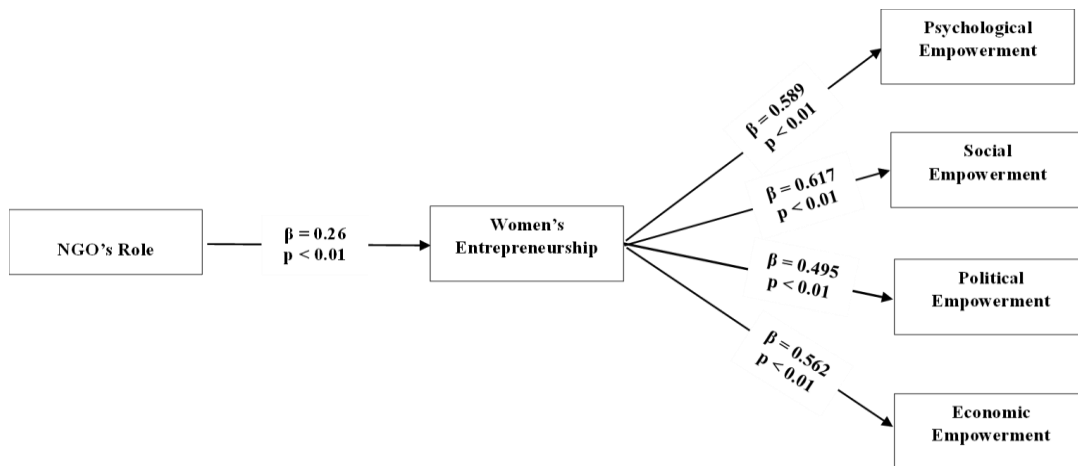 NGO's Role
β = 0.26
p < 0.01
Women's
Entrepreneurship
β = 0.589
p < 0.01
Psychological
Empowerment
β = 0.617
p < 0.01
Social
Empowerment
β = 0.495
p < 0.01
Political
Empowerment
β = 0.562
p < 0.01
Economic
Empowerment